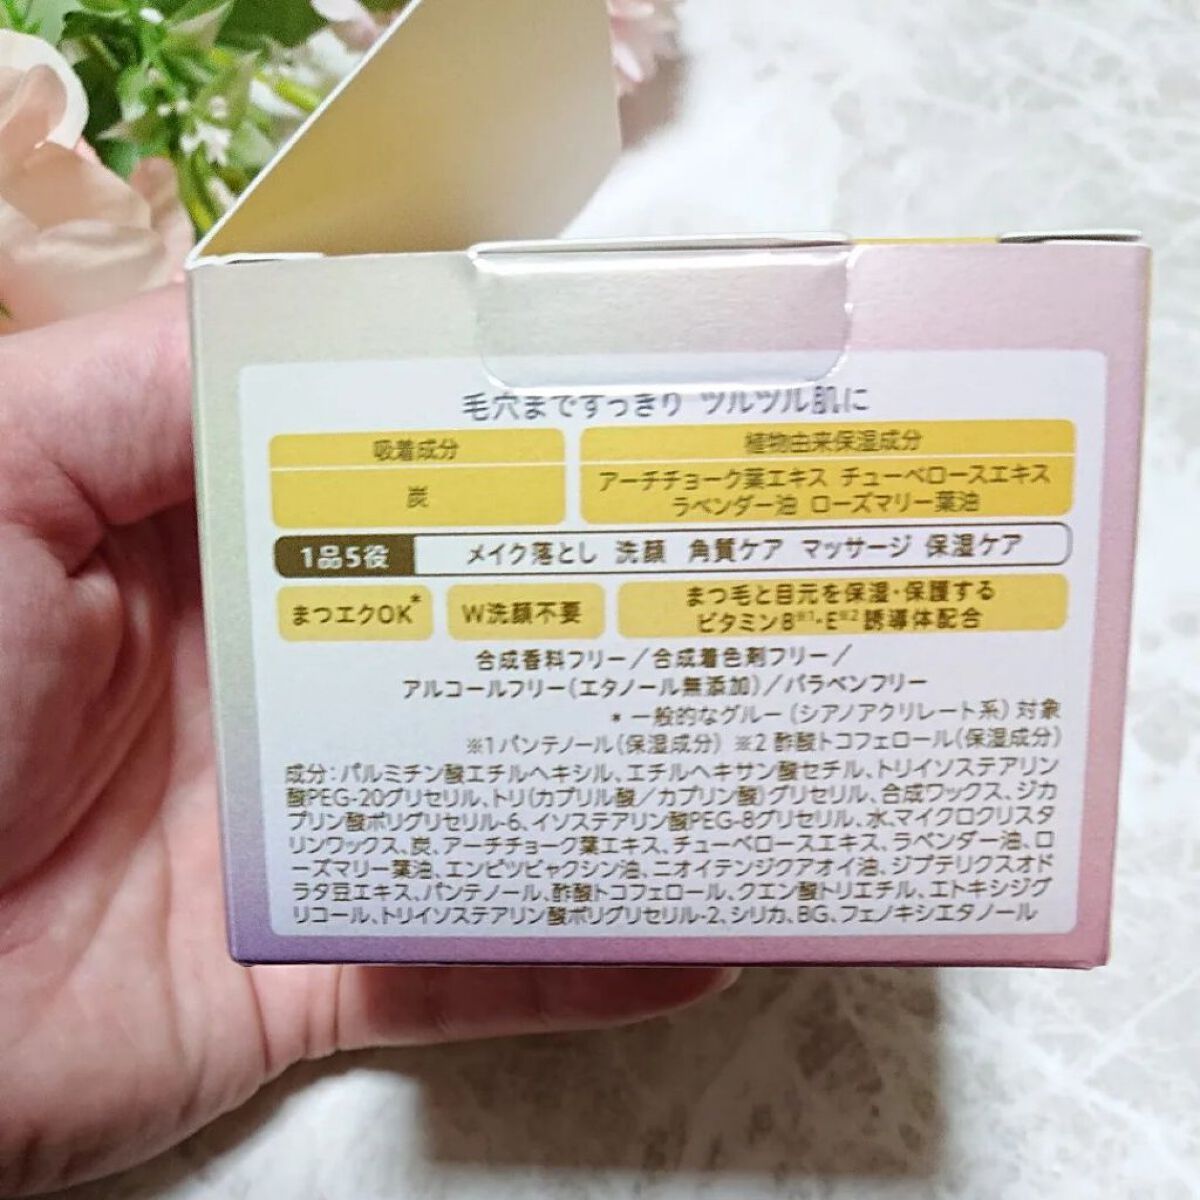 毛穴まですっきり ツルツル肌に
吸着成分
炭
植物由来保湿成分
アーチチョーク葉エキス チューベロースエキス
ラベンダー油 ローズマリー葉油
1品5役 メイク落とし 洗顔 角質ケア マッサージ 保湿ケア
まつエクOK*
W洗顔不要
まつ毛と目元を保湿・保護する
ビタミンB※1・E※2誘導体配合
合成香料フリー/合成着色剤フリー/
アルコールフリー(エタノール無添加)/パラベンフリー
* 一般的なグルー(シアノアクリレート系)対象
※1 パンテノール(保湿成分) ※2 酢酸トコフェロール(保湿成分)
成分:パルミチン酸エチルヘキシル、エチルヘキサン酸セチル、トリイソステアリン
酸PEG-20グリセリル、トリ(カプリル酸/カプリン酸)グリセリル、合成ワックス、ジカ
プリン酸ポリグリセリル-6、イソステアリン酸PEG-8グリセリル、水、マイクロクリスタ
リンワックス、炭、アーチチョーク葉エキス、チューベロースエキス、ラベンダー油、ロ
ーズマリー葉油、エンピツビャクシン油、ニオイテンジクアオイ油、ジプテリクスオド
ラタ豆エキス、パンテノール、酢酸トコフェロール、クエン酸トリエチル、エトキシジグ
リコール、トリイソステアリン酸ポリグリセリル-2、シリカ、BG、フェノキシエタノール